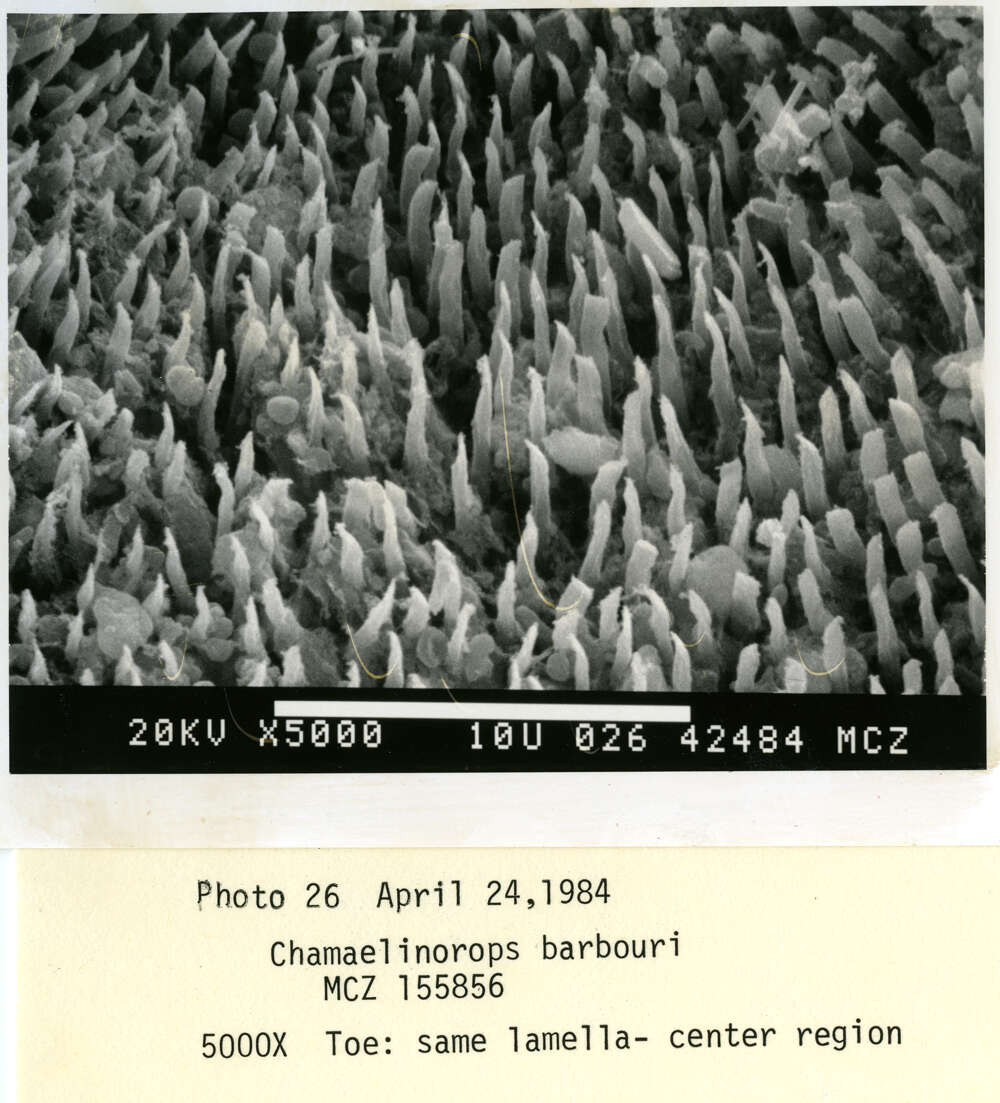 20KV X5000 10U 026 42484 MCZ
Photo 26 April 24,1984
Chamaelinorops barbouri
MCZ 155856
5000X Toe: same lamella- center region